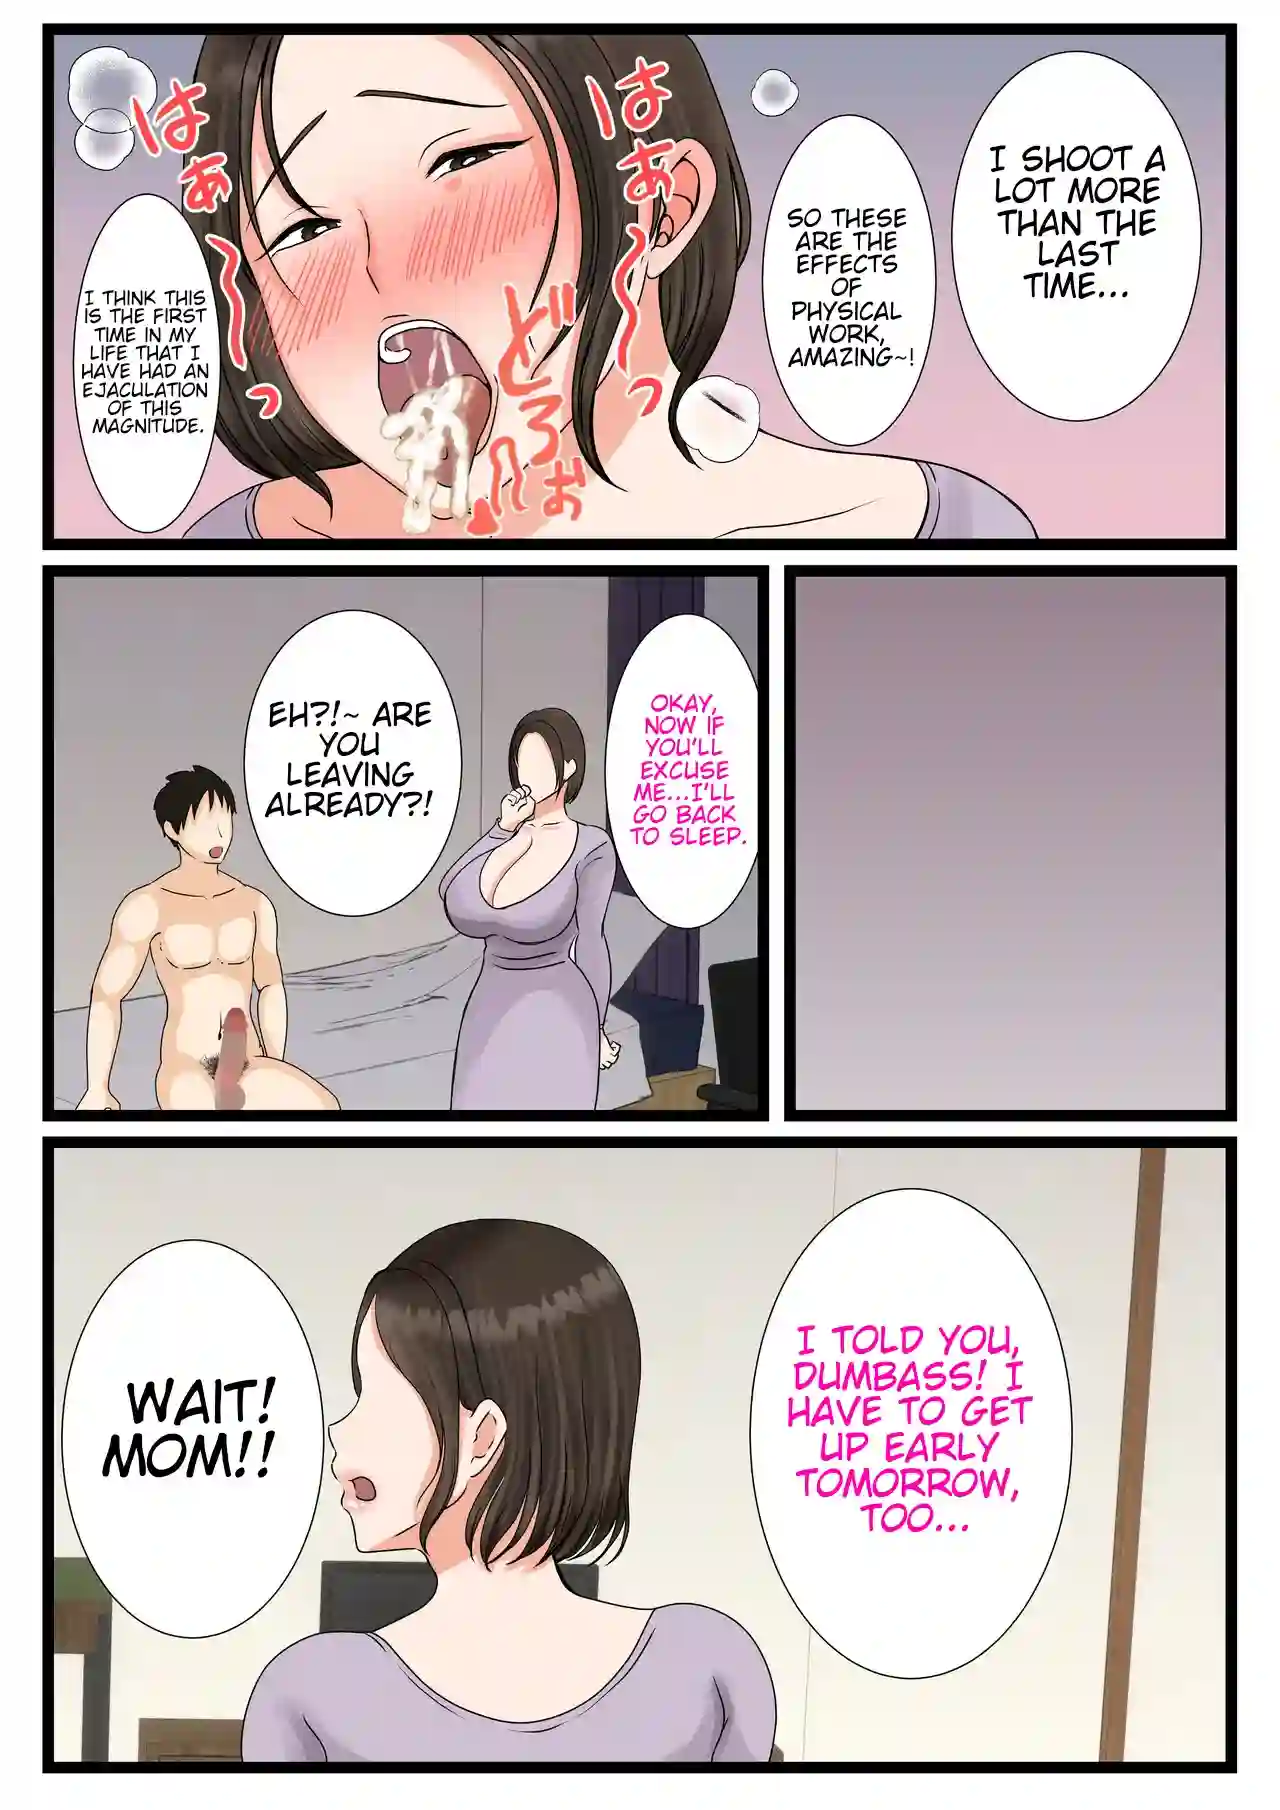 I SHOOT A
LOT MORE
THAN THE
LAST
TIME...
SO THESE
ARE THE
EFFECTS
OF
PHYSICAL
WORK,
AMAZING~!
I THINK THIS
IS THE FIRST
TIME IN MY
LIFE THAT I
HAVE HAD AN
EJACULATION
OF THIS
MAGNITUDE.
はぁ〜〜っ
はぁ〜〜っ
どろぉ
EH?!~ ARE
YOU
LEAVING
ALREADY?!
OKAY,
NOW IF
YOU'LL
EXCUSE
ME...I'LL
GO BACK
TO SLEEP.
WAIT!
MOM!!
I TOLD YOU,
DUMBASS! I
HAVE TO GET
UP EARLY
TOMORROW,
TOO...